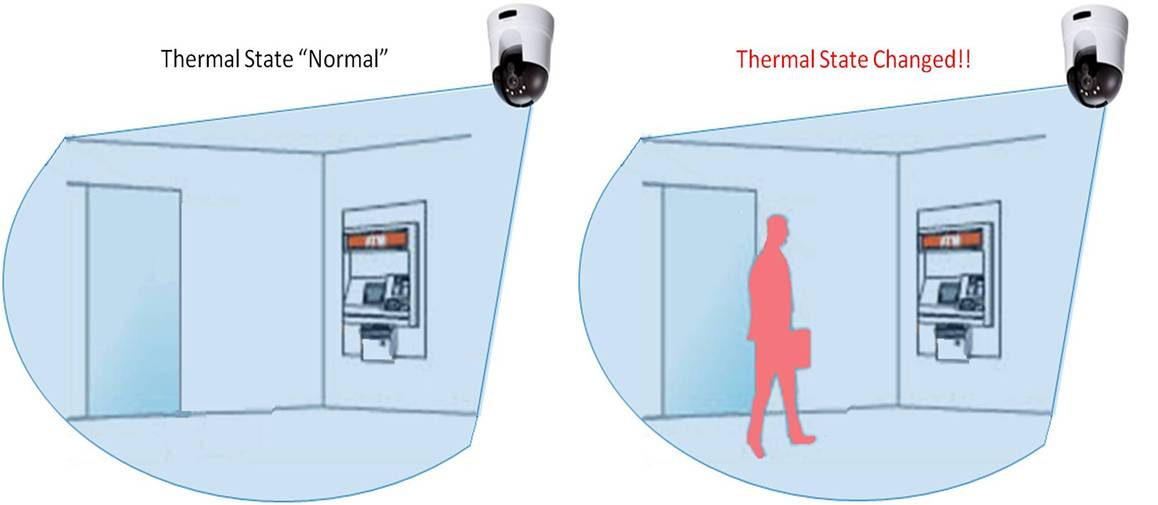 Thermal State “Normal”
Thermal State Changed!!
ATM
ATM